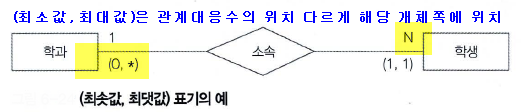 (최소값,최대값)은 관계대응수의 위치 다르게 해당 개체쪽에 위치
1 N
학과 소속 학생
(0, *) (1, 1)
(최솟값, 최댓값) 표기의 예